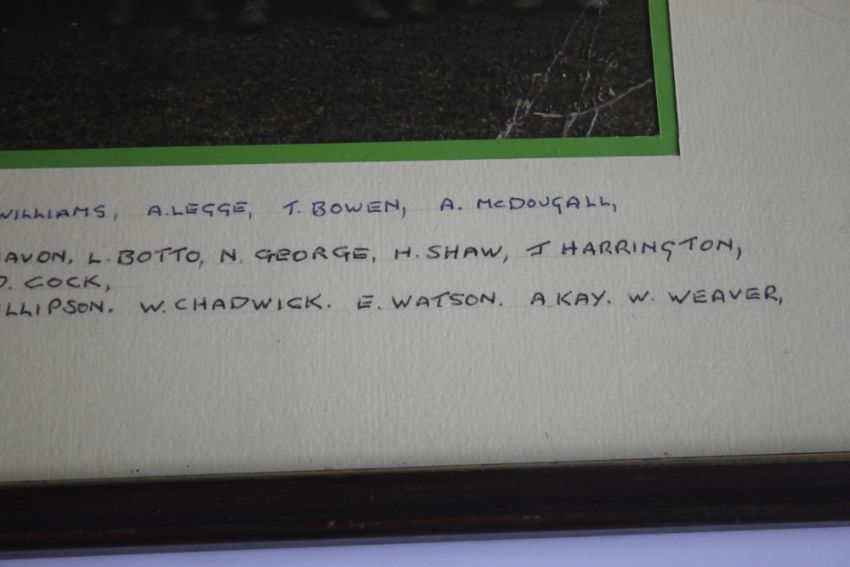 WILLIAMS, A. LEGGE, T. BOWEN, A. McDOUGALL,
AVON, L. BOTTO, N. GEORGE, H. SHAW, J HARRINGTON,
D. COCK,
LLIPSON. W. CHADWICK. E. WATSON. A KAY. W. WEAVER,